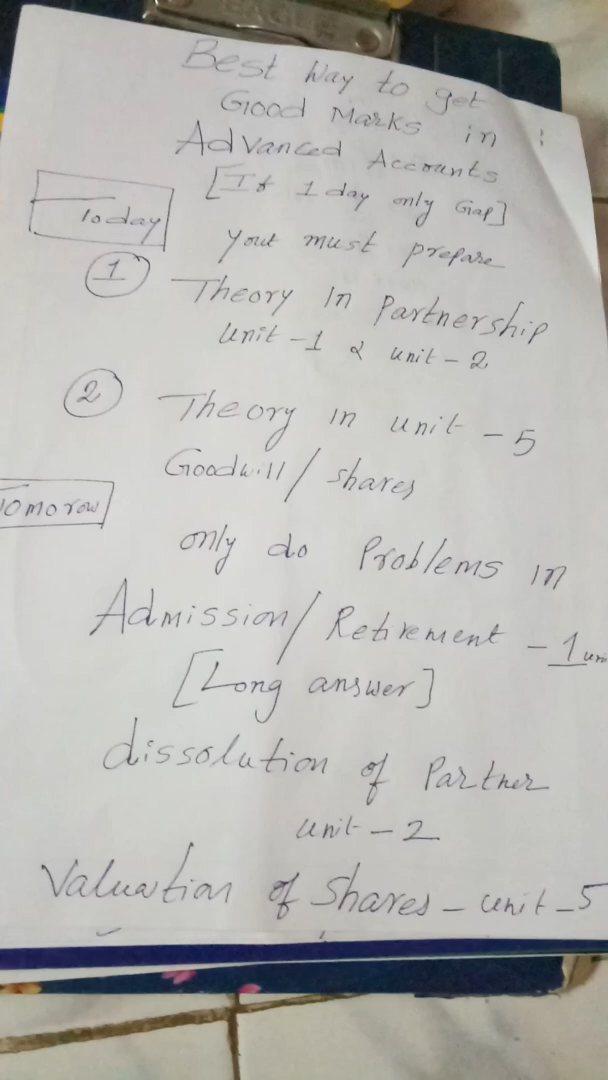 EAGLE
Best Way to get
Good Marks in :
Advanced Accounts
[If 1 day only Gap]
Today
you must prepare
1 Theory in Partnership
unit-1 & unit-2
2 Theory in unit-5
Goodwill/shares
Tomorow
only do Problems in
Admission/Retirement - 1 uni
[Long answer]
dissolution of Partner
unit-2
Valuation of Shares-unit-5